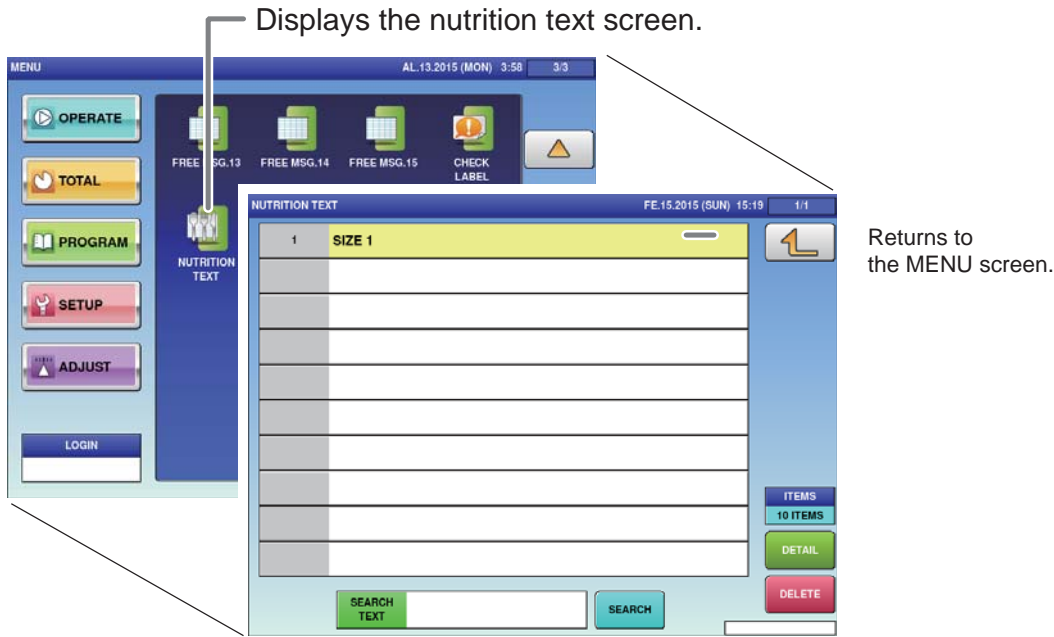 Displays the nutrition text screen.
MENU
AL.13.2015 (MON) 3:58
3/3
OPERATE
TOTAL
PROGRAM
SETUP
ADJUST
LOGIN
FREE MSG.13
FREE MSG.14
FREE MSG.15
CHECK
LABEL
NUTRITION
TEXT
NUTRITION TEXT
FE.15.2015 (SUN) 15:19
1/1
1
SIZE 1
ITEMS
10 ITEMS
DETAIL
DELETE
SEARCH
TEXT
SEARCH
Returns to
the MENU screen.